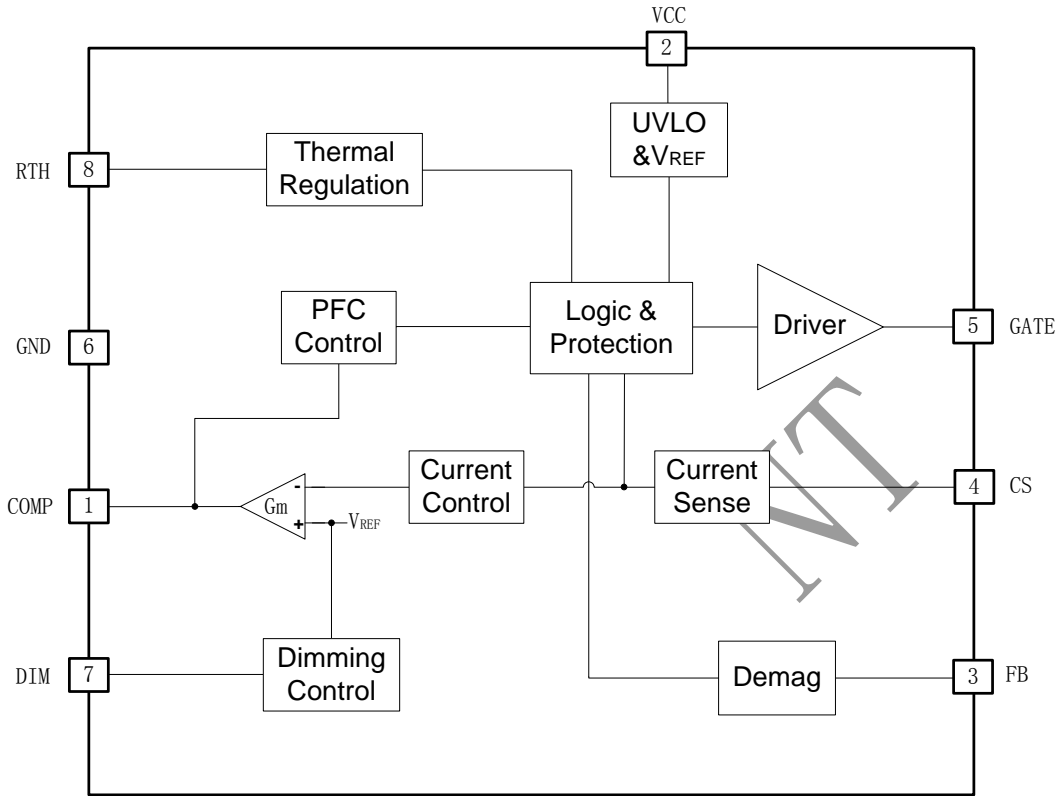 VCC
2
UVLO
&VREF
RTH
8
Thermal
Regulation
PFC
Control
Logic &
Protection
Driver
5
GATE
GND
6
COMP
1
Gm
-
+
VREF
Current
Control
Current
Sense
4
CS
DIM
7
Dimming
Control
Demag
3
FB